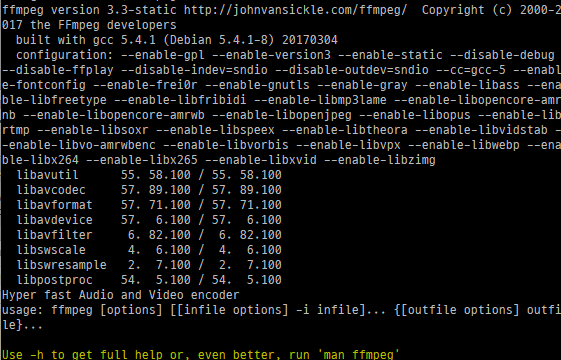 ffmpeg version 3.3-static http://johnvansickle.com/ffmpeg/  Copyright (c) 2000-2
017 the FFmpeg developers
  built with gcc 5.4.1 (Debian 5.4.1-8) 20170304
  configuration: --enable-gpl --enable-version3 --enable-static --disable-debug
--disable-ffplay --disable-indev=sndio --disable-outdev=sndio --cc=gcc-5 --enabl
e-fontconfig --enable-frei0r --enable-gnutls --enable-gray --enable-libass --ena
ble-libfreetype --enable-libfribidi --enable-libmp3lame --enable-libopencore-amr
nb --enable-libopencore-amrwb --enable-libopenjpeg --enable-libopus --enable-lib
rtmp --enable-libsoxr --enable-libspeex --enable-libtheora --enable-libvidstab -
-enable-libvo-amrwbenc --enable-libvorbis --enable-libvpx --enable-libwebp --ena
ble-libx264 --enable-libx265 --enable-libxvid --enable-libzimg
  libavutil      55. 58.100 / 55. 58.100
  libavcodec     57. 89.100 / 57. 89.100
  libavformat    57. 71.100 / 57. 71.100
  libavdevice    57.  6.100 / 57.  6.100
  libavfilter     6. 82.100 /  6. 82.100
  libswscale      4.  6.100 /  4.  6.100
  libswresample   2.  7.100 /  2.  7.100
  libpostproc    54.  5.100 / 54.  5.100
Hyper fast Audio and Video encoder
usage: ffmpeg [options] [[infile options] -i infile]... {[outfile options] outfi
le}...
Use -h to get full help or, even better, run 'man ffmpeg'